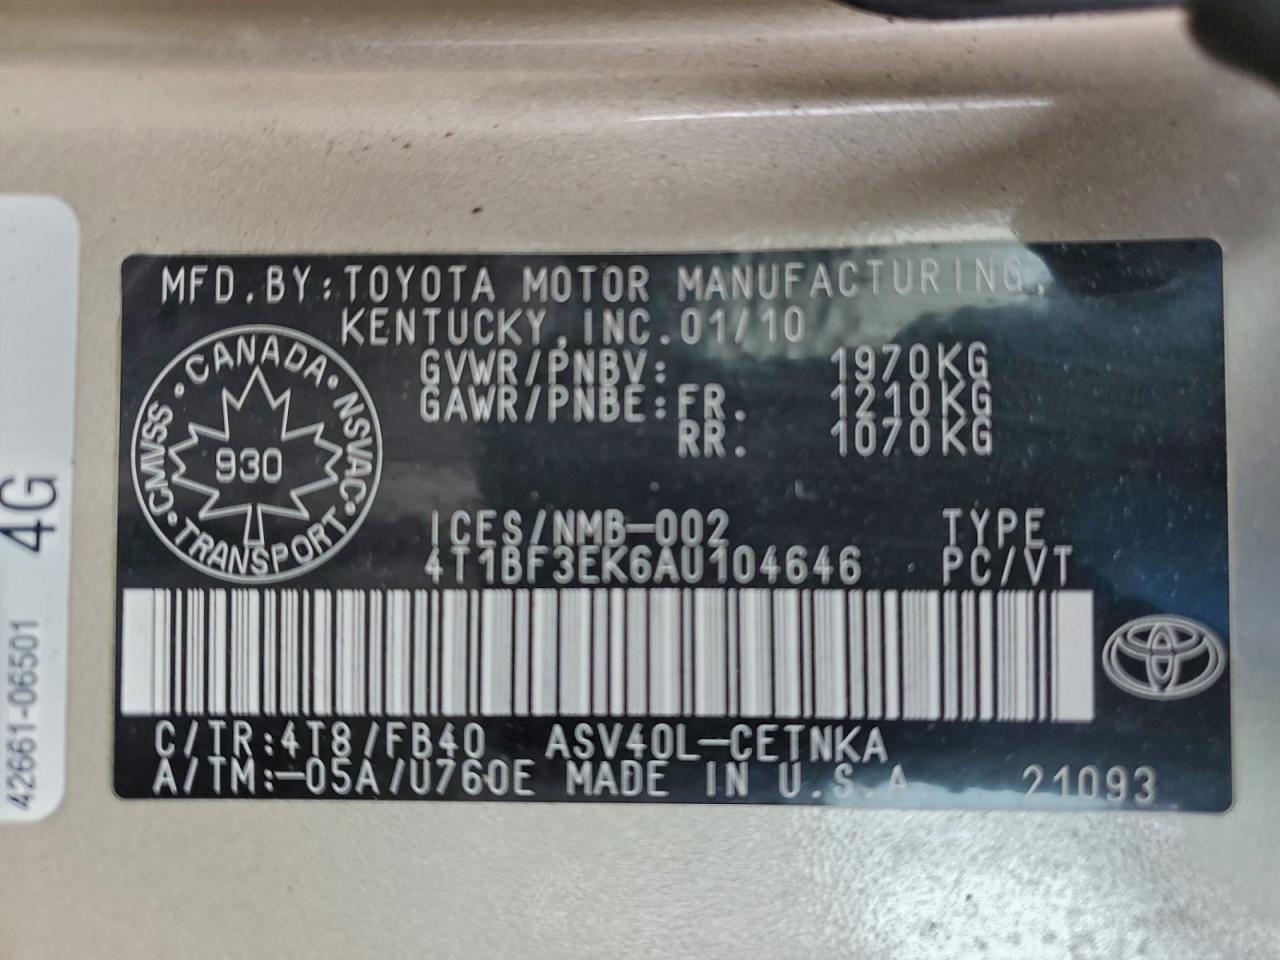 MFD.BY:TOYOTA MOTOR MANUFACTURING,
KENTUCKY,INC. 01/10
GVWR/PNBV: 1970KG
GAWR/PNBE:FR. 1210KG
RR. 1070KG
CANADA
CMVSS
NSVAC
930
TRANSPORT
ICES/NMB-002 TYPE
4T1BF3EK6AU104646 PC/VT
C/TR:4T8/FB40 ASV40L-CETNKA
A/TM:-05A/U760E MADE IN U.S.A. 21093
42661-06501 4G